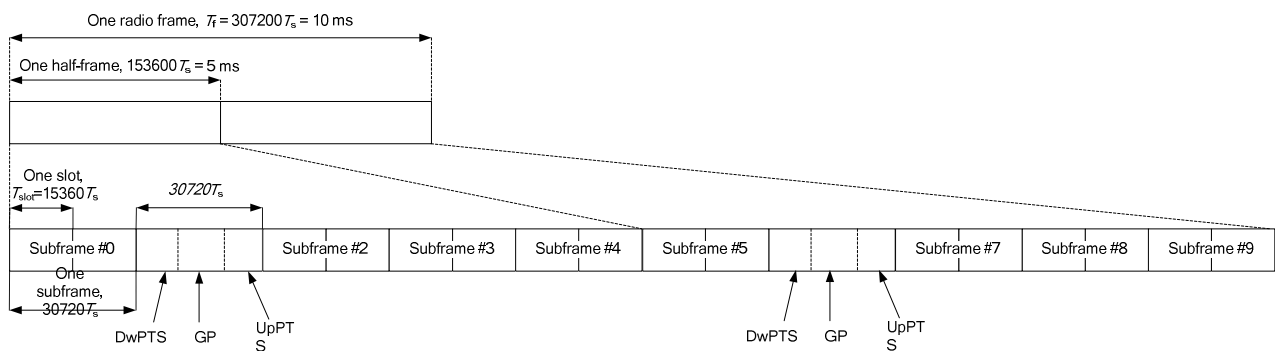 One radio frame, Tf = 307200Ts = 10 ms
One half-frame, 153600Ts = 5 ms
One slot,
Tslot=15360Ts
30720Ts
Subframe #0
Subframe #2
Subframe #3
Subframe #4
Subframe #5
Subframe #7
Subframe #8
Subframe #9
One
subframe,
30720Ts
DwPTS
GP
UpPT
S
DwPTS
GP
UpPT
S